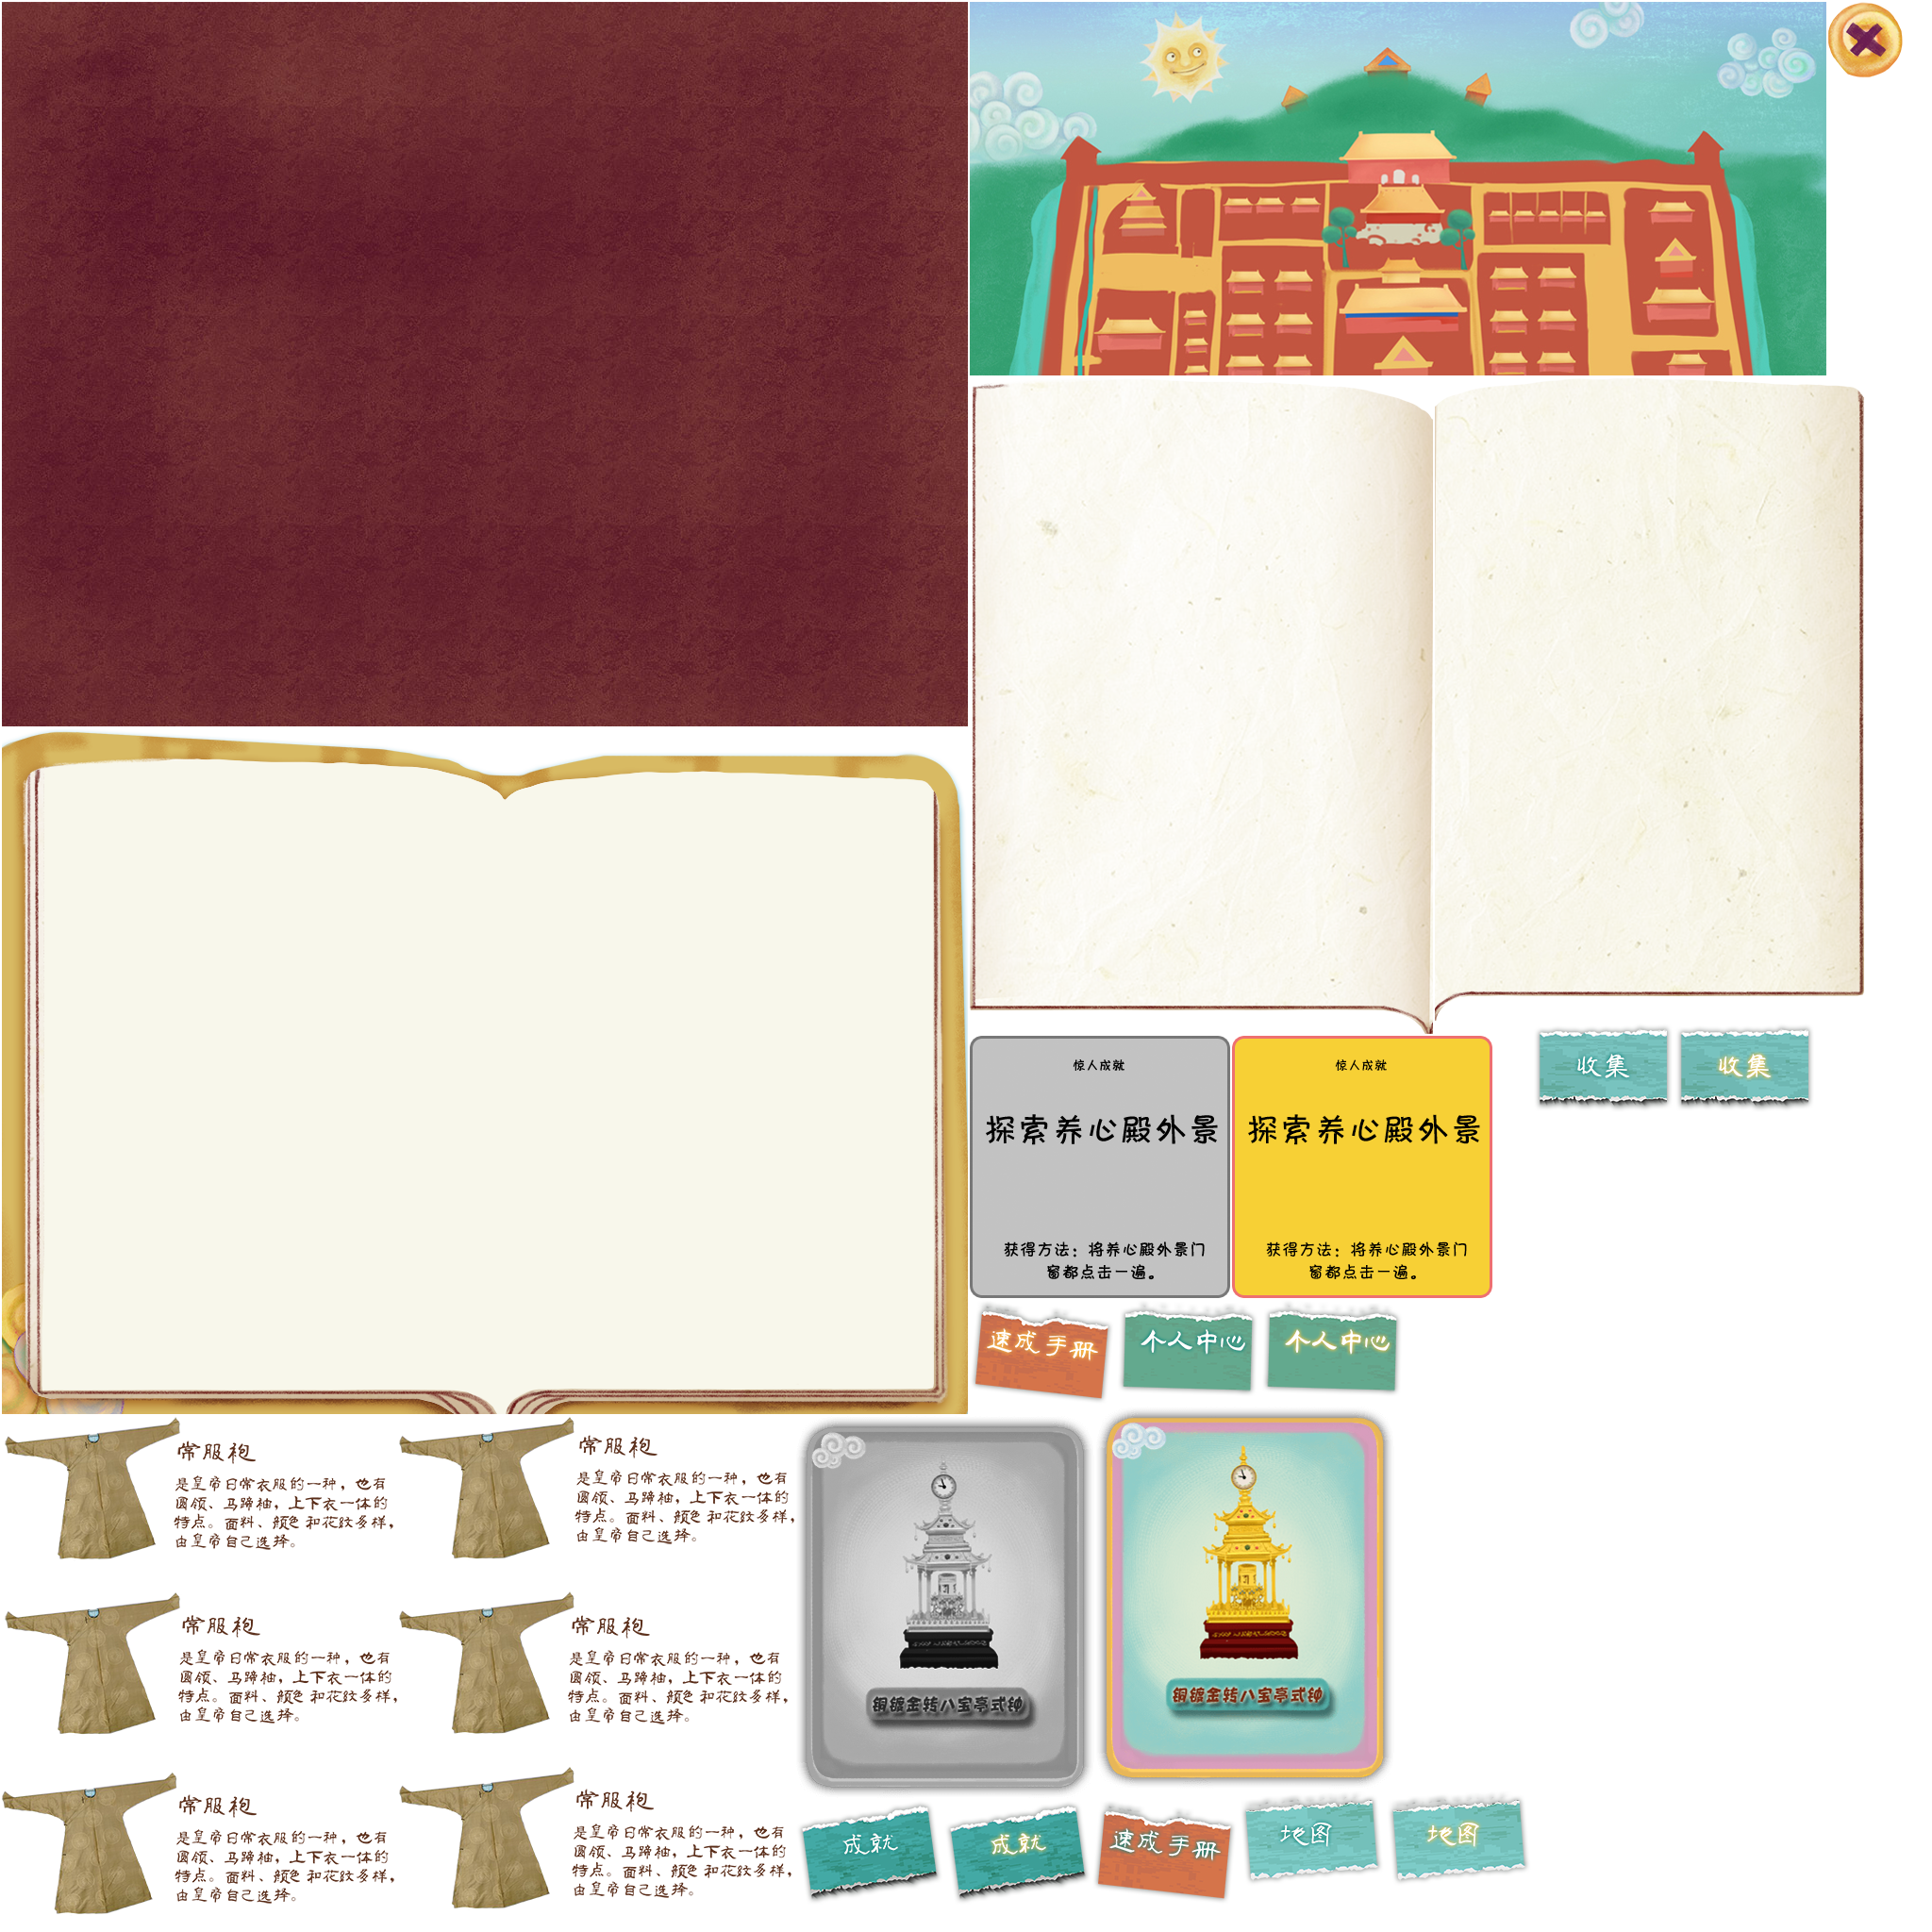 惊人成就
探索养心殿外景
获得方法：将养心殿外景门
窗都点击一遍。
惊人成就
探索养心殿外景
获得方法：将养心殿外景门
窗都点击一遍。
收集
收集
速成手册
个人中心
个人中心
常服袍
是皇帝日常衣服的一种，也有
圆领、马蹄袖，上下衣一体的
特点。面料、颜色和花纹多样，
由皇帝自己选择。
常服袍
是皇帝日常衣服的一种，也有
圆领、马蹄袖，上下衣一体的
特点。面料、颜色和花纹多样，
由皇帝自己选择。
常服袍
是皇帝日常衣服的一种，也有
圆领、马蹄袖，上下衣一体的
特点。面料、颜色和花纹多样，
由皇帝自己选择。
常服袍
是皇帝日常衣服的一种，也有
圆领、马蹄袖，上下衣一体的
特点。面料、颜色和花纹多样，
由皇帝自己选择。
常服袍
是皇帝日常衣服的一种，也有
圆领、马蹄袖，上下衣一体的
特点。面料、颜色和花纹多样，
由皇帝自己选择。
常服袍
是皇帝日常衣服的一种，也有
圆领、马蹄袖，上下衣一体的
特点。面料、颜色和花纹多样，
由皇帝自己选择。
铜镀金转八宝亭式钟
铜镀金转八宝亭式钟
成就
成就
速成手册
地图
地图